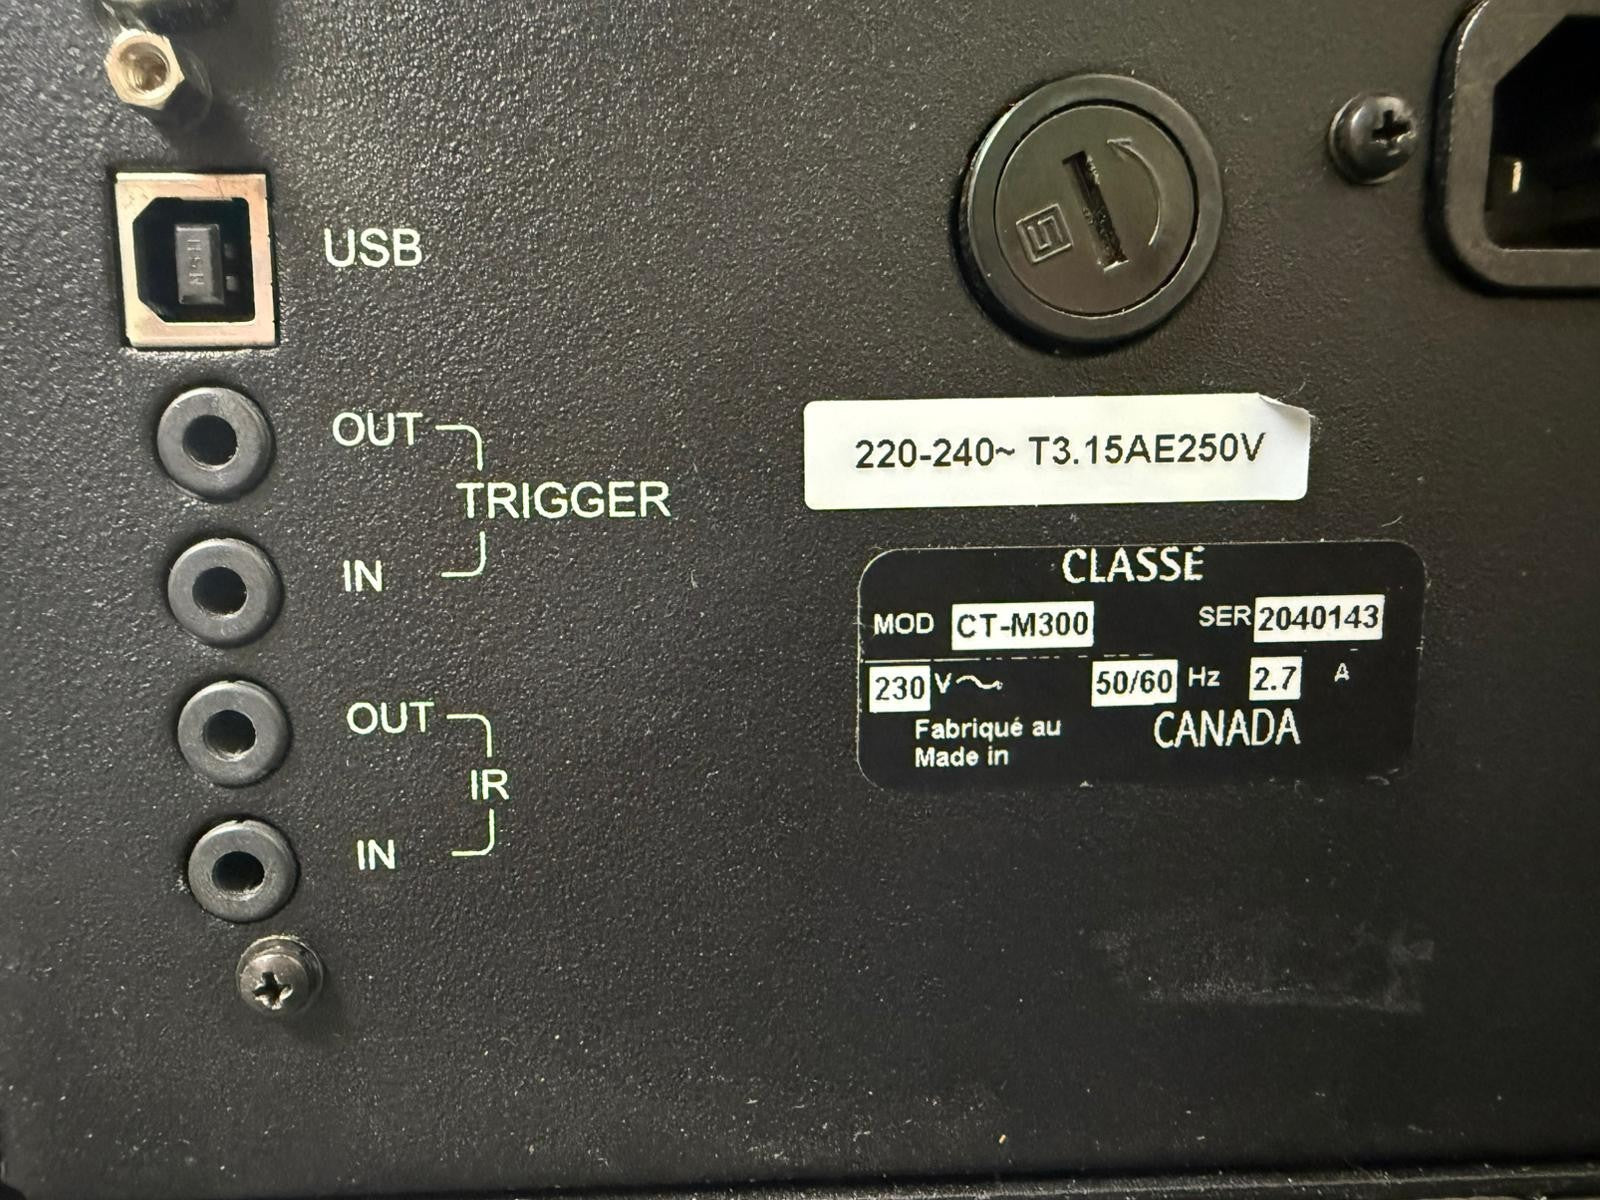 USB
OUT
TRIGGER
IN
OUT
IR
IN
220-240~ T3.15AE250V
CLASSÉ
MOD CT-M300 SER 2040143
230 V~ 50/60 Hz 2.7 A
Fabriqué au
Made in CANADA